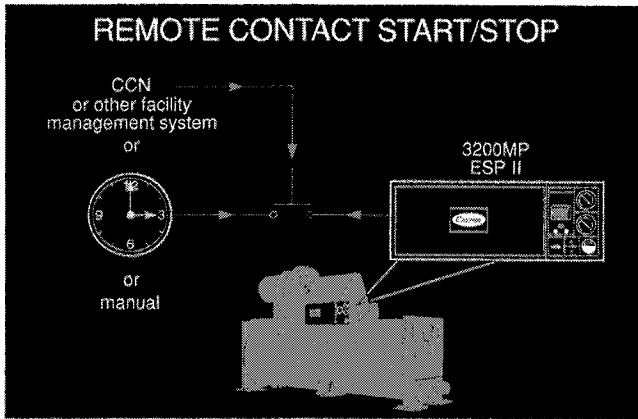 REMOTE CONTACT START/STOP
CCN
or other facility
management system
or
12
9
3
6
or
manual
3200MP
ESP II
Carrier